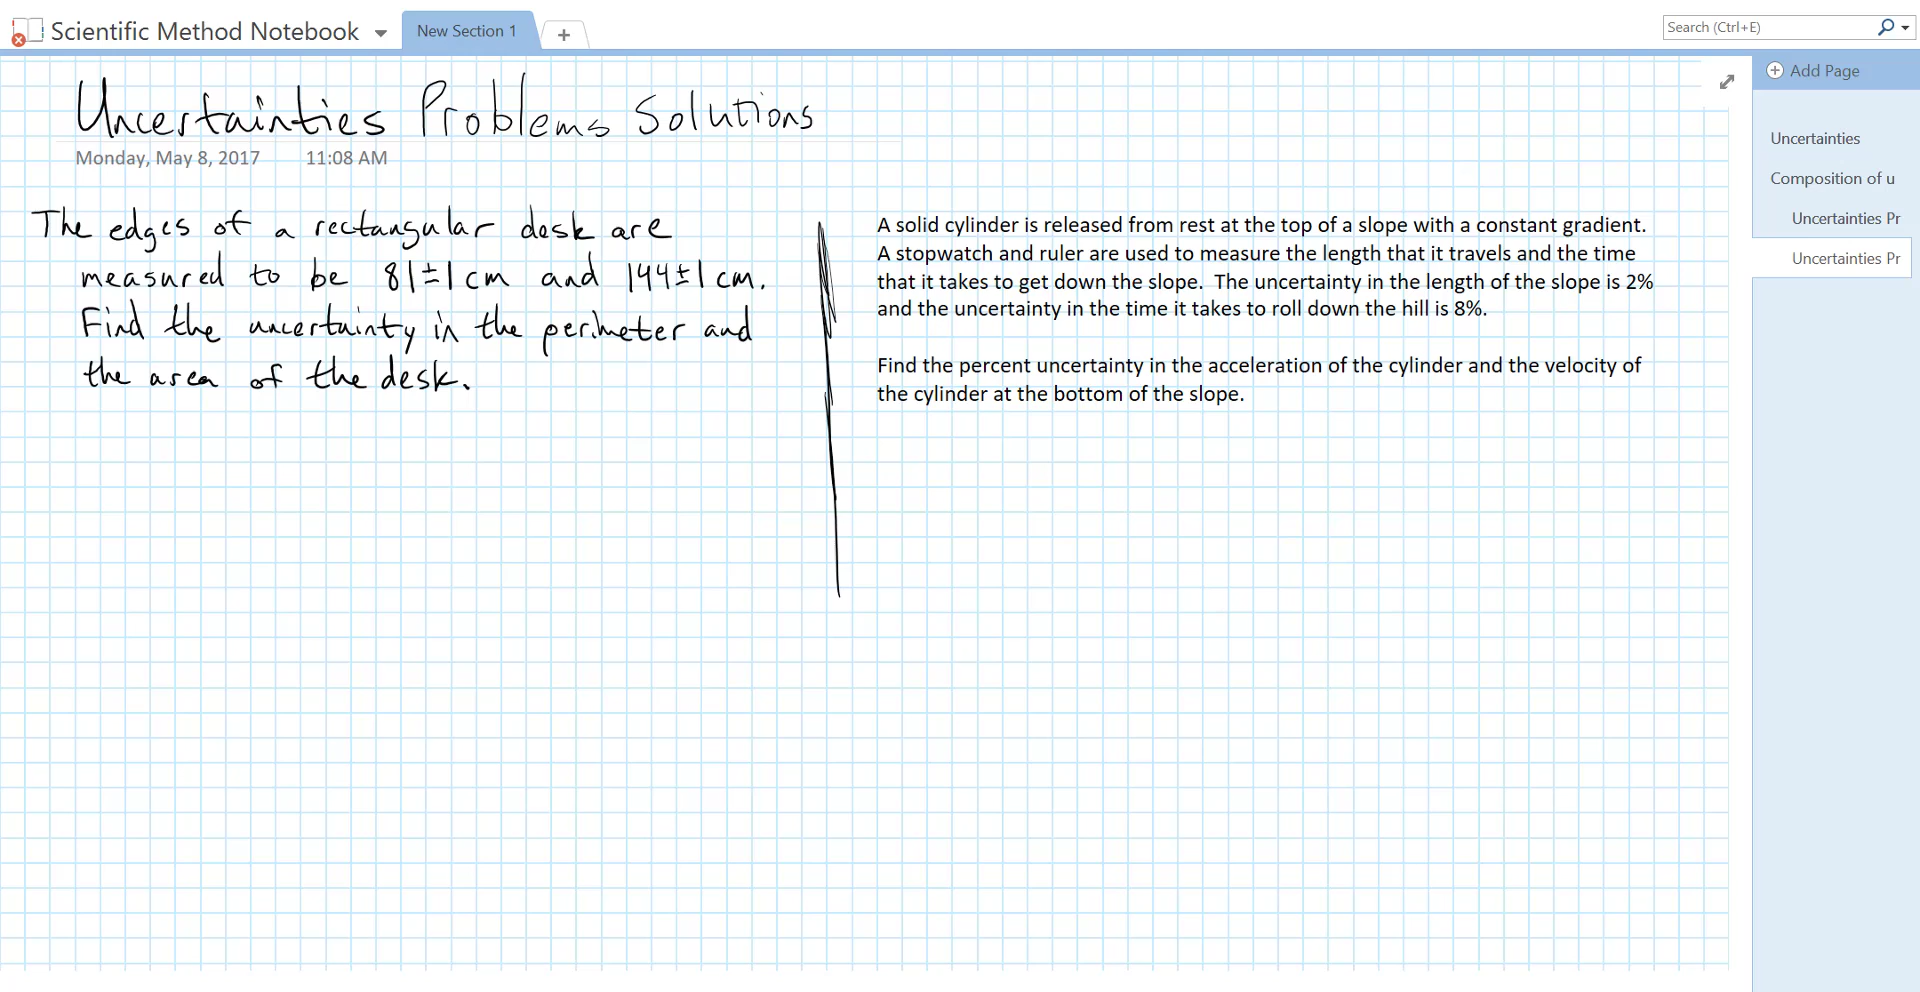 Scientific Method Notebook
New Section 1
+
Search (Ctrl+E)
Add Page
Uncertainties
Composition of u
Uncertainties Pr
Uncertainties Pr
Uncertainties Problems Solutions
Monday, May 8, 2017 11:08 AM
The edges of a rectangular desk are
measured to be 81±1 cm and 144±1 cm.
Find the uncertainty in the perimeter and
the area of the desk.
A solid cylinder is released from rest at the top of a slope with a constant gradient.
A stopwatch and ruler are used to measure the length that it travels and the time
that it takes to get down the slope. The uncertainty in the length of the slope is 2%
and the uncertainty in the time it takes to roll down the hill is 8%.
Find the percent uncertainty in the acceleration of the cylinder and the velocity of
the cylinder at the bottom of the slope.